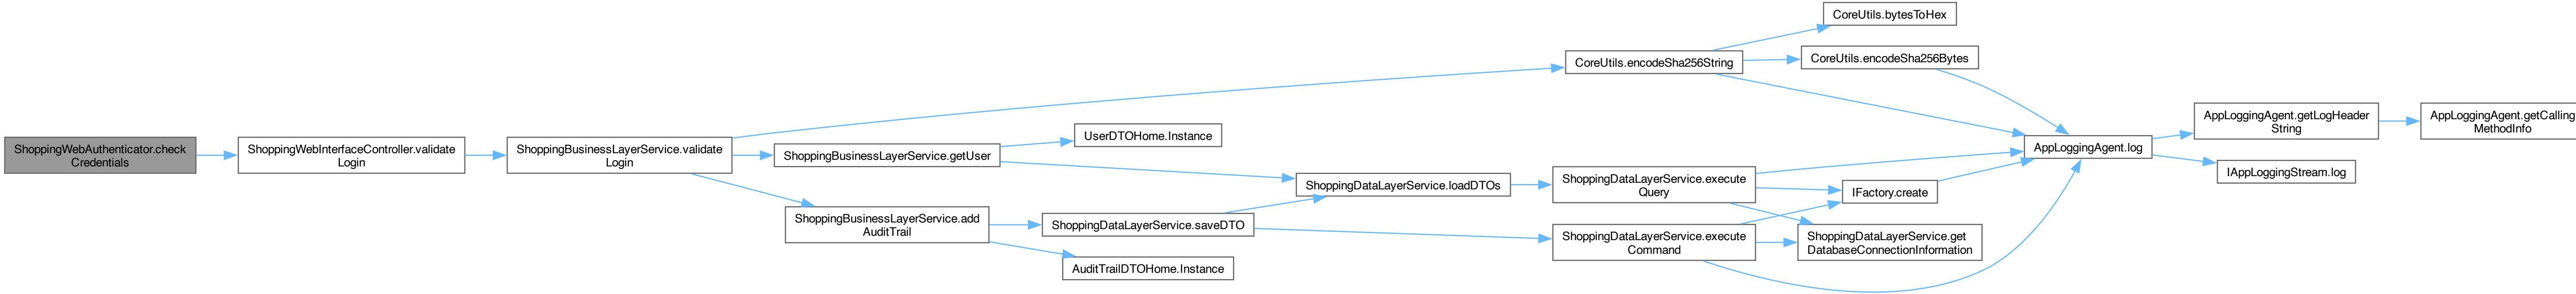 ShoppingWebAuthenticator.check
Credentials
ShoppingWebInterfaceController.validate
Login
ShoppingBusinessLayerService.validate
Login
ShoppingBusinessLayerService.getUser
ShoppingBusinessLayerService.add
AuditTrail
UserDTOHome.Instance
ShoppingDataLayerService.saveDTO
AuditTrailDTOHome.Instance
ShoppingDataLayerService.loadDTOs
CoreUtils.encodeSha256String
ShoppingDataLayerService.execute
Query
ShoppingDataLayerService.execute
Command
CoreUtils.bytesToHex
CoreUtils.encodeSha256Bytes
IFactory.create
ShoppingDataLayerService.get
DatabaseConnectionInformation
AppLoggingAgent.log
AppLoggingAgent.getLogHeader
String
IAppLoggingStream.log
AppLoggingAgent.getCalling
MethodInfo